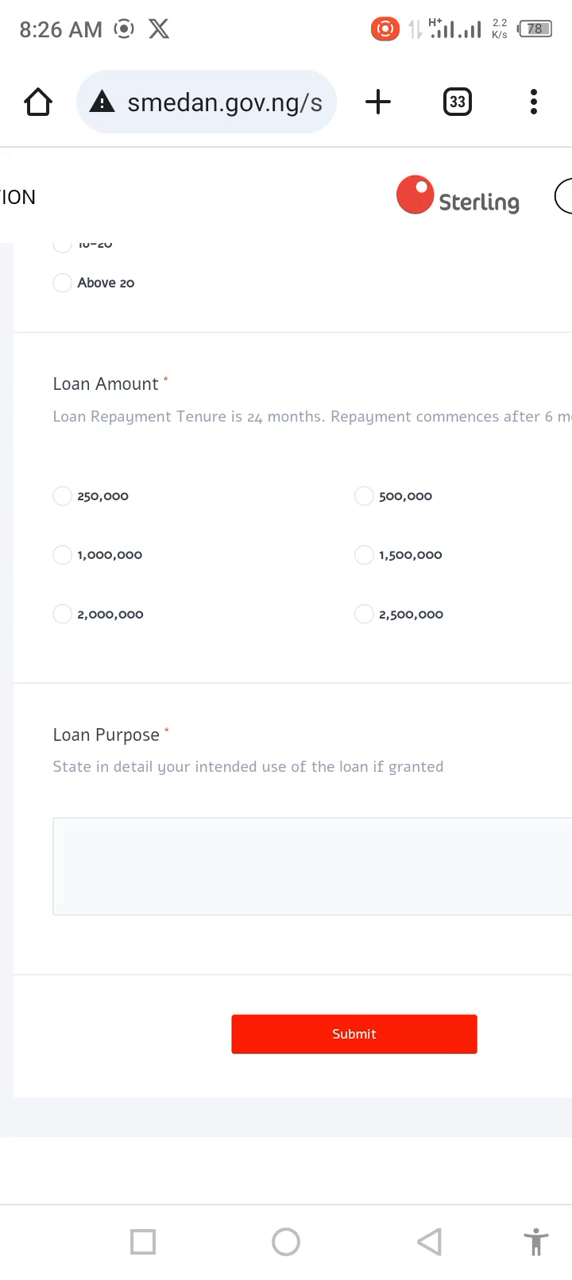 8:26 AM
H+
2.2
K/s
78
smedan.gov.ng/s
33
ION
Sterling
16-20
Above 20
Loan Amount *
Loan Repayment Tenure is 24 months. Repayment commences after 6 m
250,000
500,000
1,000,000
1,500,000
2,000,000
2,500,000
Loan Purpose *
State in detail your intended use of the loan if granted
Submit